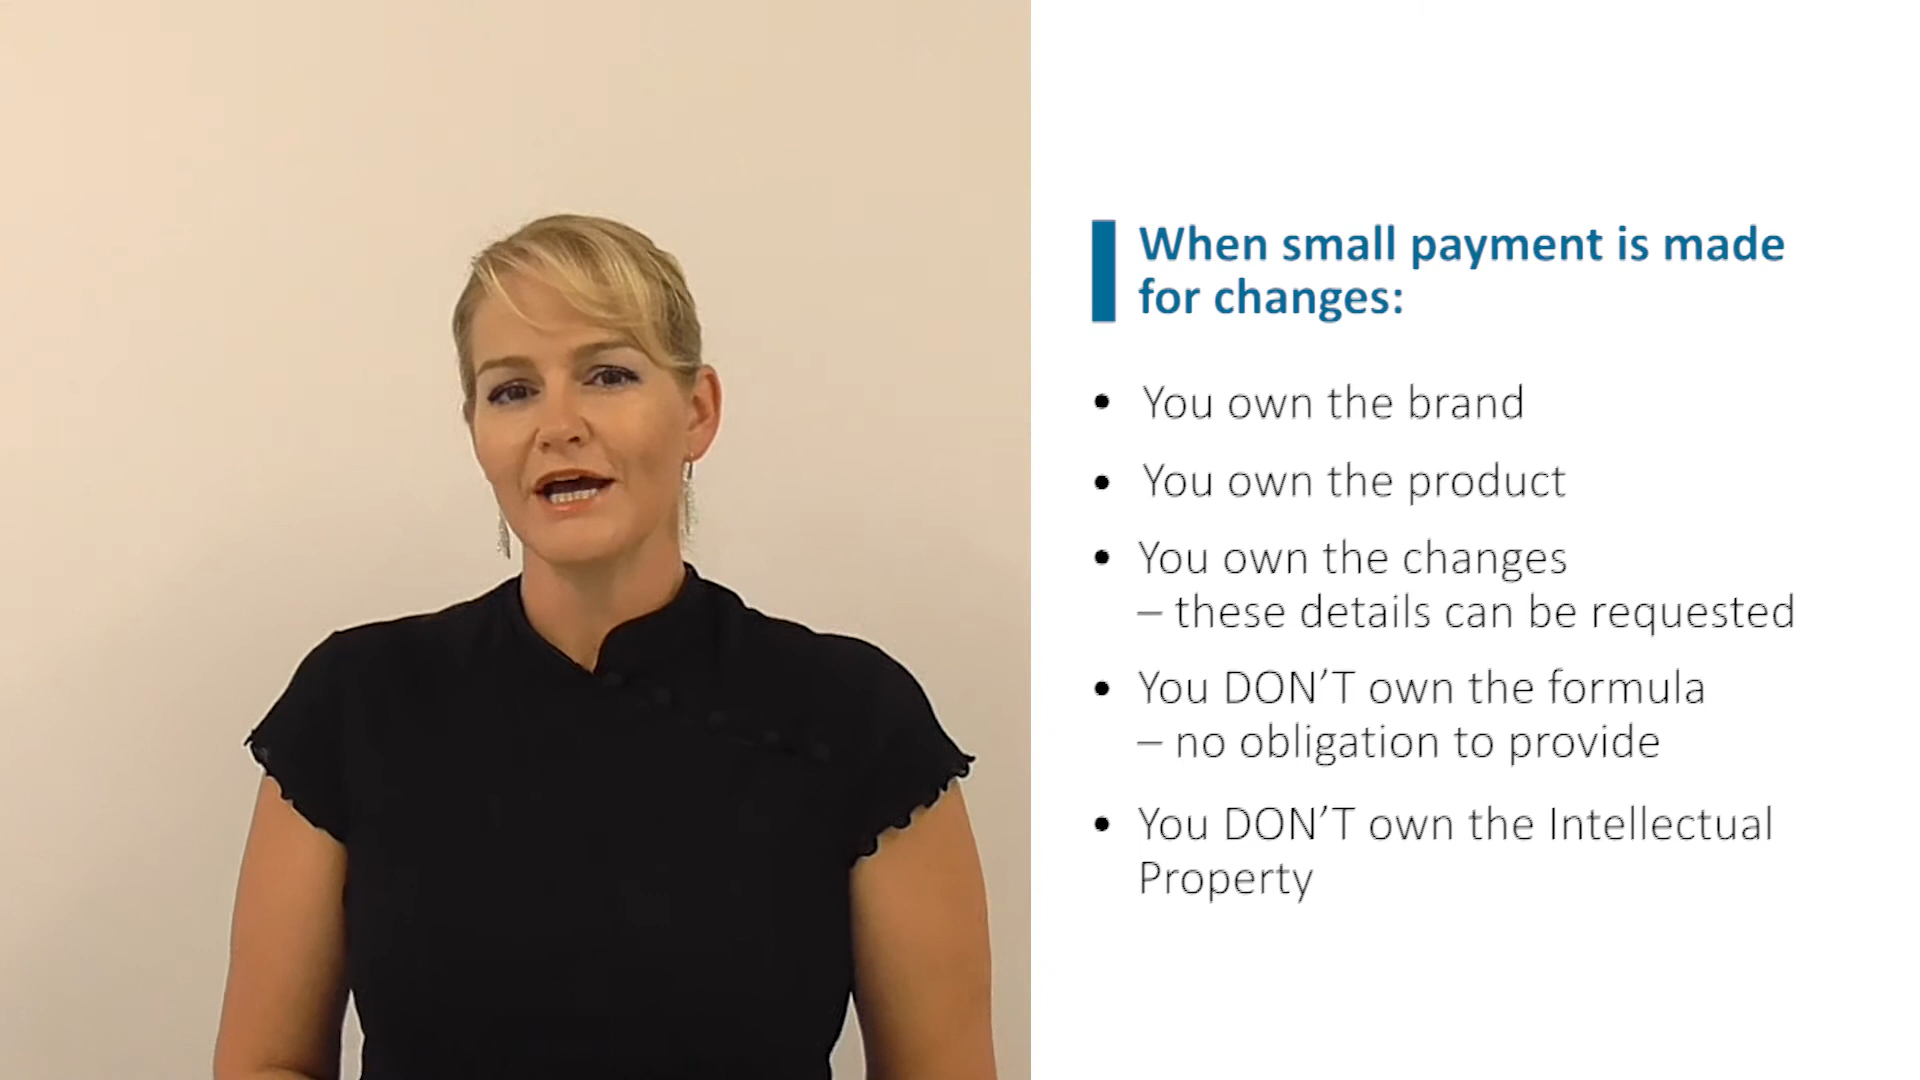 When small payment is made
for changes:
• You own the brand
• You own the product
• You own the changes
– these details can be requested
• You DON’T own the formula
– no obligation to provide
• You DON’T own the Intellectual
Property